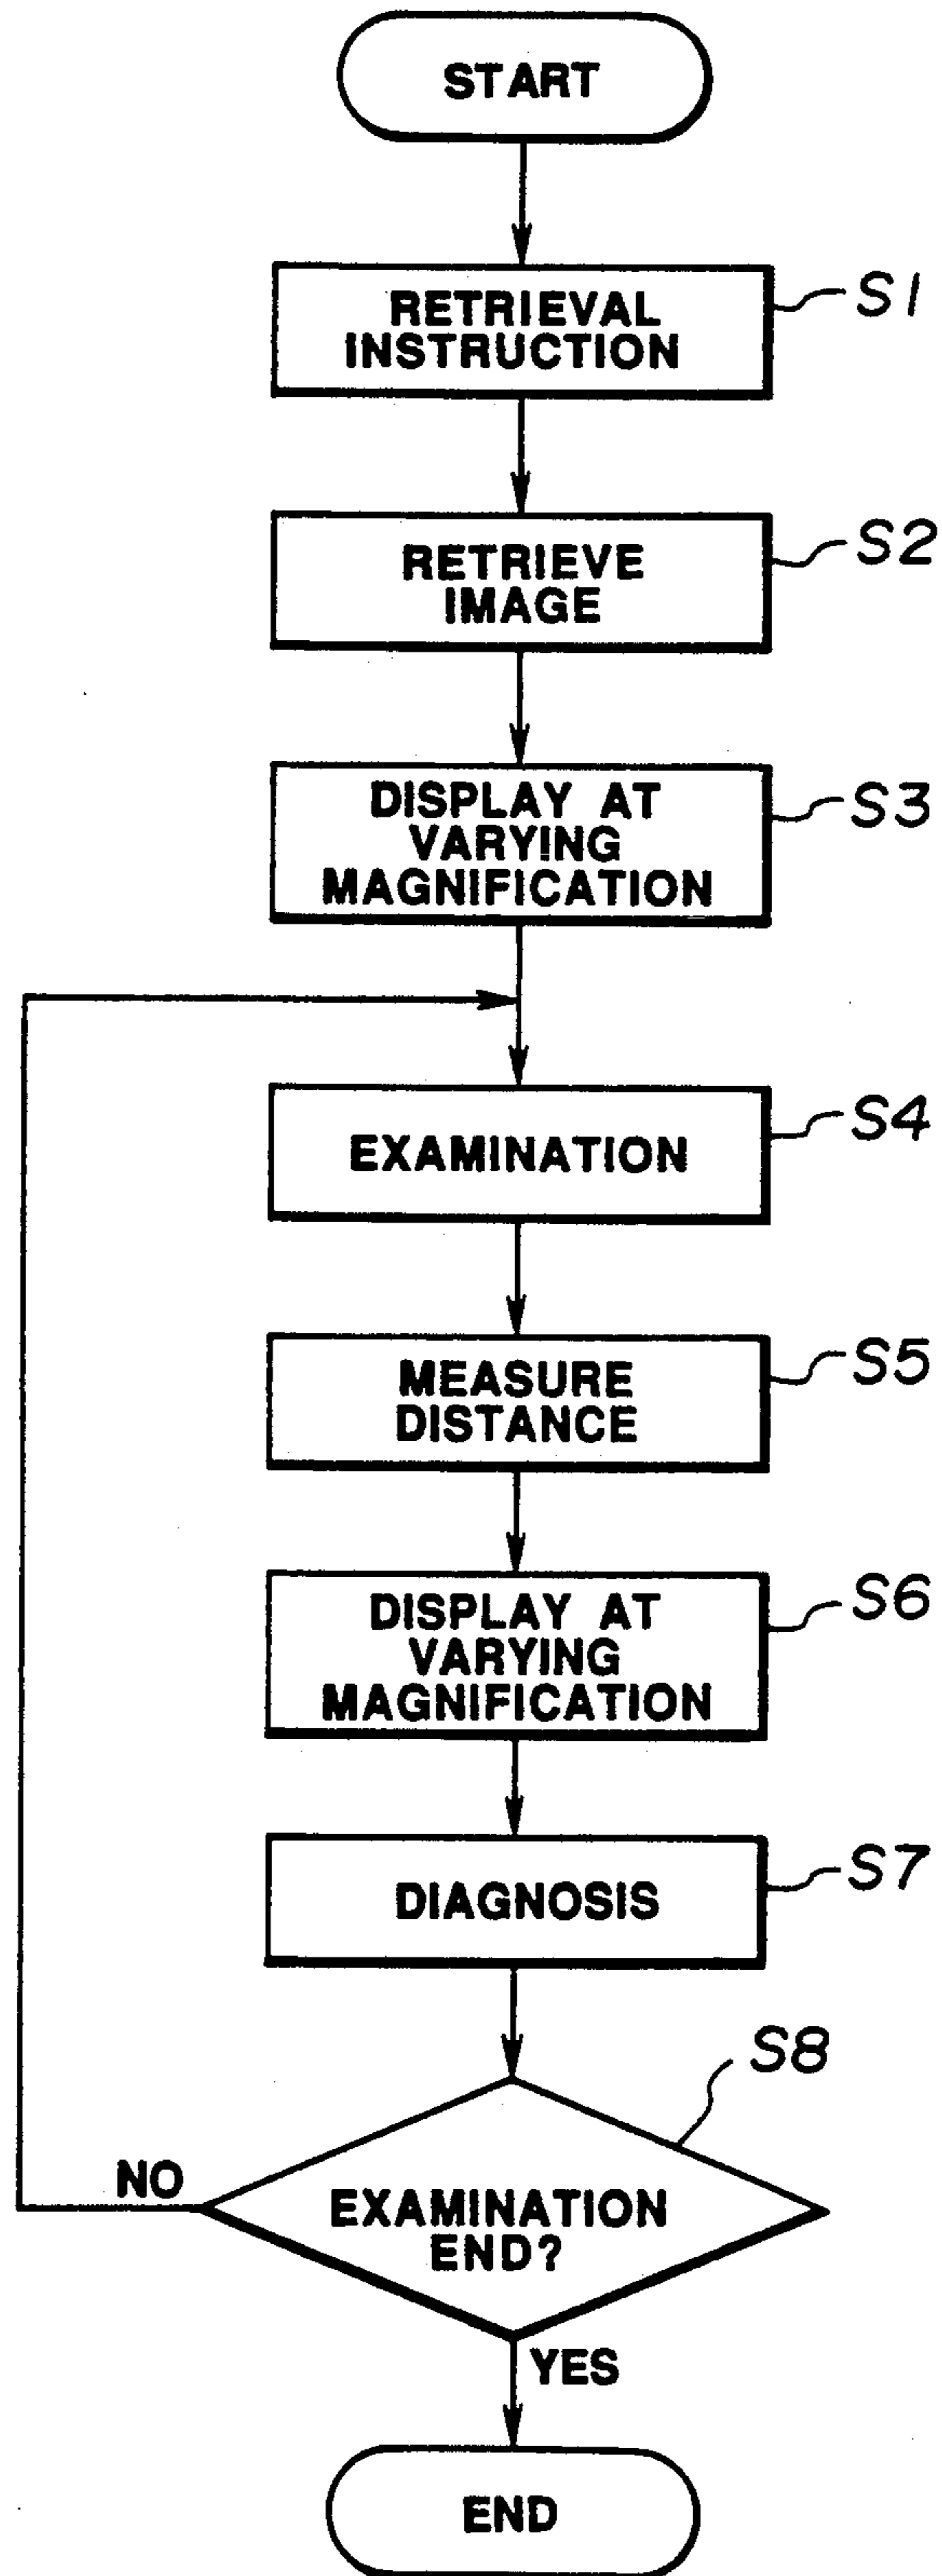 START
RETRIEVAL
INSTRUCTION
S1
RETRIEVE
IMAGE
S2
DISPLAY AT
VARYING
MAGNIFICATION
S3
EXAMINATION
S4
MEASURE
DISTANCE
S5
DISPLAY AT
VARYING
MAGNIFICATION
S6
DIAGNOSIS
S7
S8
NO
EXAMINATION
END?
YES
END